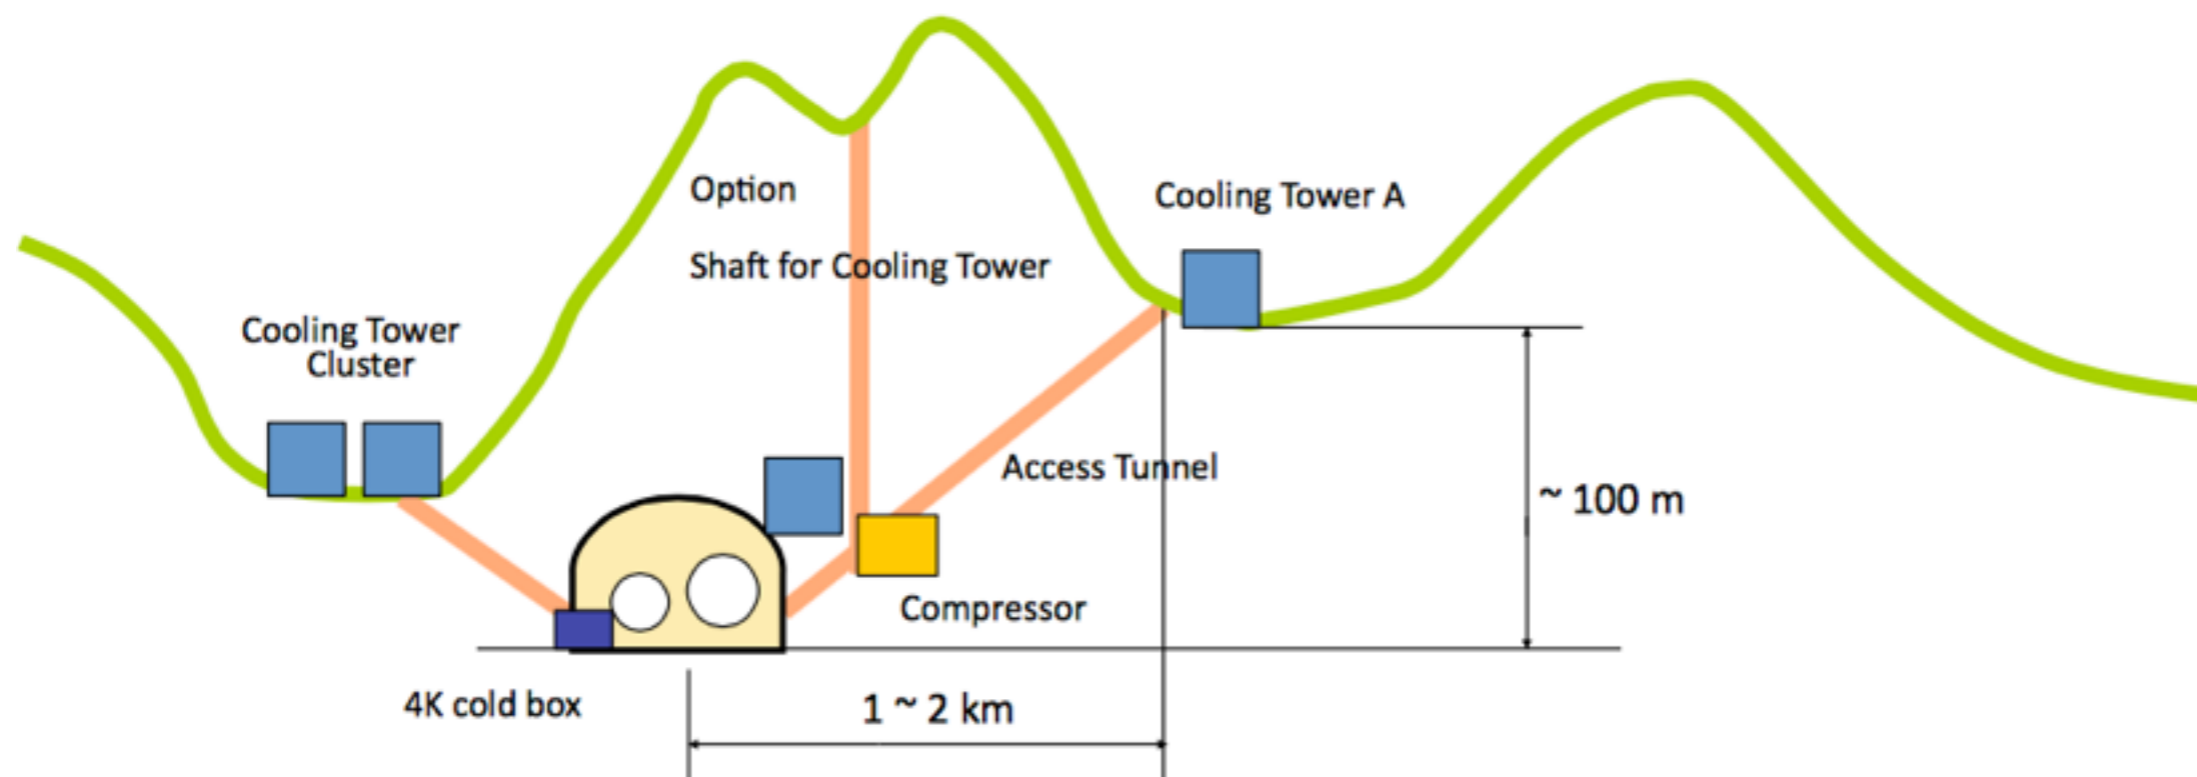 Option
Cooling Tower A
Shaft for Cooling Tower
Cooling Tower
Cluster
Access Tunnel
~ 100 m
Compressor
4K cold box
1 ~ 2 km